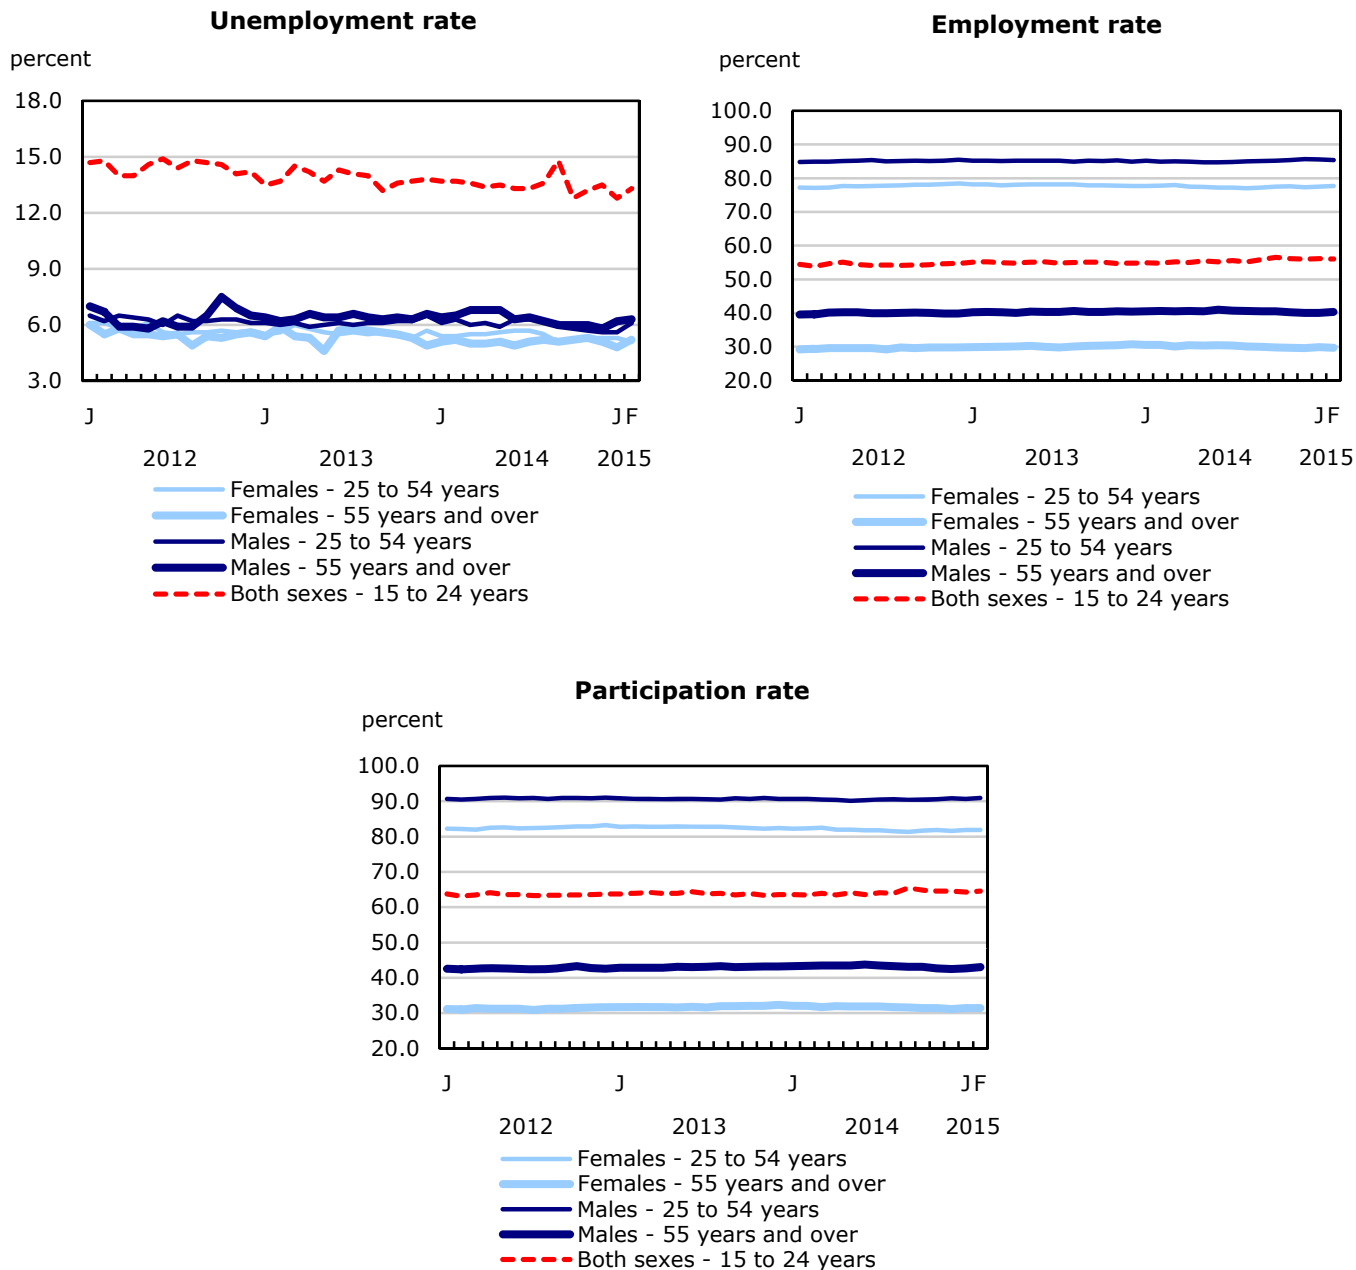 Unemployment rate
percent
18.0
15.0
12.0
9.0
6.0
3.0
J J J J F
2012 2013 2014 2015
Females - 25 to 54 years
Females - 55 years and over
Males - 25 to 54 years
Males - 55 years and over
Both sexes - 15 to 24 years
Employment rate
percent
100.0
90.0
80.0
70.0
60.0
50.0
40.0
30.0
20.0
J J J J F
2012 2013 2014 2015
Females - 25 to 54 years
Females - 55 years and over
Males - 25 to 54 years
Males - 55 years and over
Both sexes - 15 to 24 years
Participation rate
percent
100.0
90.0
80.0
70.0
60.0
50.0
40.0
30.0
20.0
J J J J F
2012 2013 2014 2015
Females - 25 to 54 years
Females - 55 years and over
Males - 25 to 54 years
Males - 55 years and over
Both sexes - 15 to 24 years